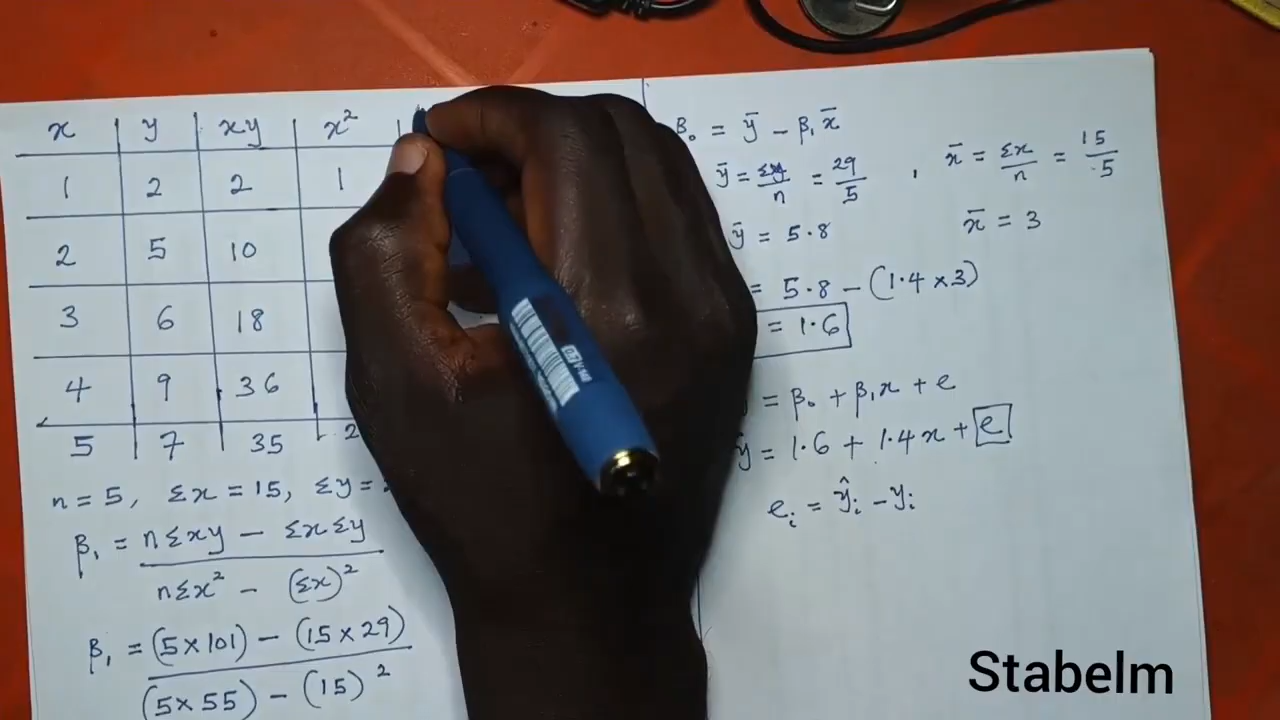 x y xy x²
1 2 2 1
2 5 10
3 6 18
4 9 36
5 7 35 2
n = 5, Σx = 15, Σy =
β₁ = nΣxy − ΣxΣy
nΣx² − (Σx)²
β₁ = (5×101) − (15×29)
(5×55) − (15)²
β₀ = ȳ − β₁x̄
ȳ = Σy/n = 29/5 , x̄ = Σx/n = 15/5
ȳ = 5.8 x̄ = 3
= 5.8 − (1.4×3)
= 1.6
= β₀ + β₁x + e
ŷ = 1.6 + 1.4x + e
eᵢ = ŷᵢ − yᵢ
0.7
Stabelm